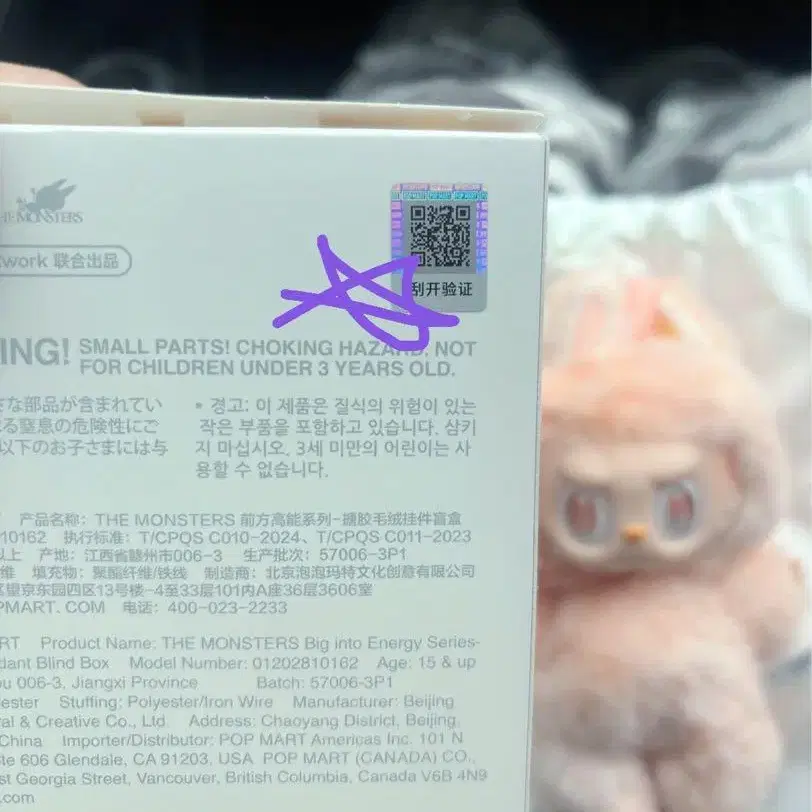 THE MONSTERS
work 联合出品
刮开验证
ING! SMALL PARTS! CHOKING HAZARD. NOT
FOR CHILDREN UNDER 3 YEARS OLD.
さな部品が含まれてい
る窒息の危険性にご
以下のお子さまには与
• 경고: 이 제품은 질식의 위험이 있는
작은 부품을 포함하고 있습니다. 삼키
지 마십시오. 3세 미만의 어린이는 사
용할 수 없습니다.
产品名称: THE MONSTERS 前方高能系列-搪胶毛绒挂件盲盒
10162 执行标准: T/CPQS C010-2024、T/CPQS C011-2023
以上 产地: 江西省赣州市006-3 生产批次: 57006-3P1
维 填充物: 聚酯纤维/铁线 制造商: 北京泡泡玛特文化创意有限公司
区望京东园四区13号楼-4至33层101内A座36层3606室
OPMART. COM 电话: 400-023-2233
ART Product Name: THE MONSTERS Big into Energy Series-
dant Blind Box Model Number: 01202810162 Age: 15 & up
ou 006-3, Jiangxi Province Batch: 57006-3P1
ester Stuffing: Polyester/Iron Wire Manufacturer: Beijing
ral & Creative Co., Ltd Address: Chaoyang District, Beijing,
China Importer/Distributor: POP MART Americas Inc. 101 N
te 606 Glendale, CA 91203, USA POP MART (CANADA) CO.,
st Georgia Street, Vancouver, British Columbia, Canada V6B 4N9
.com